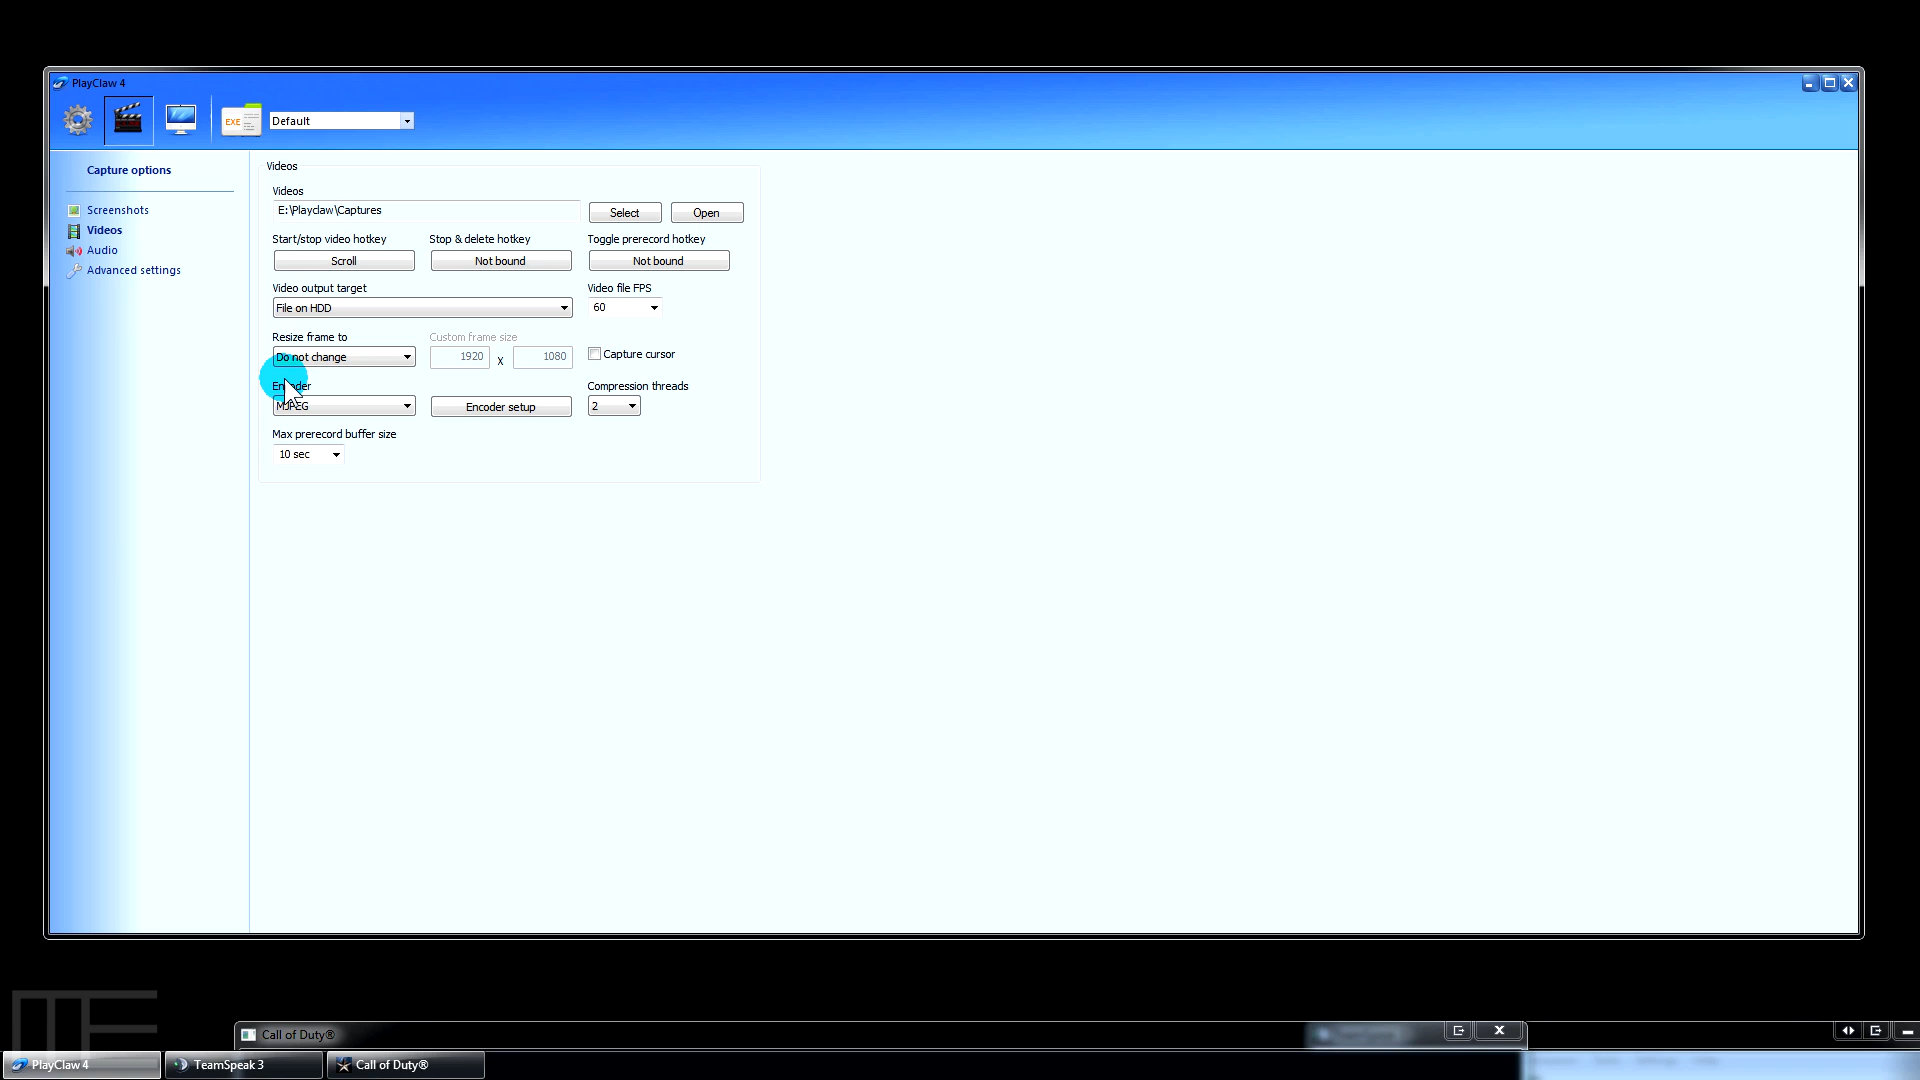 PlayClaw 4
EXE
Default
Capture options
Screenshots
Videos
Audio
Advanced settings
Videos
Videos
E:\Playclaw\Captures
Select
Open
Start/stop video hotkey
Stop & delete hotkey
Toggle prerecord hotkey
Scroll
Not bound
Not bound
Video output target
Video file FPS
File on HDD
60
Resize frame to
Custom frame size
Do not change
1920
X
1080
Capture cursor
Encoder
Compression threads
MJPEG
Encoder setup
2
Max prerecord buffer size
10 sec
Call of Duty®
PlayClaw 4
TeamSpeak 3
Call of Duty®